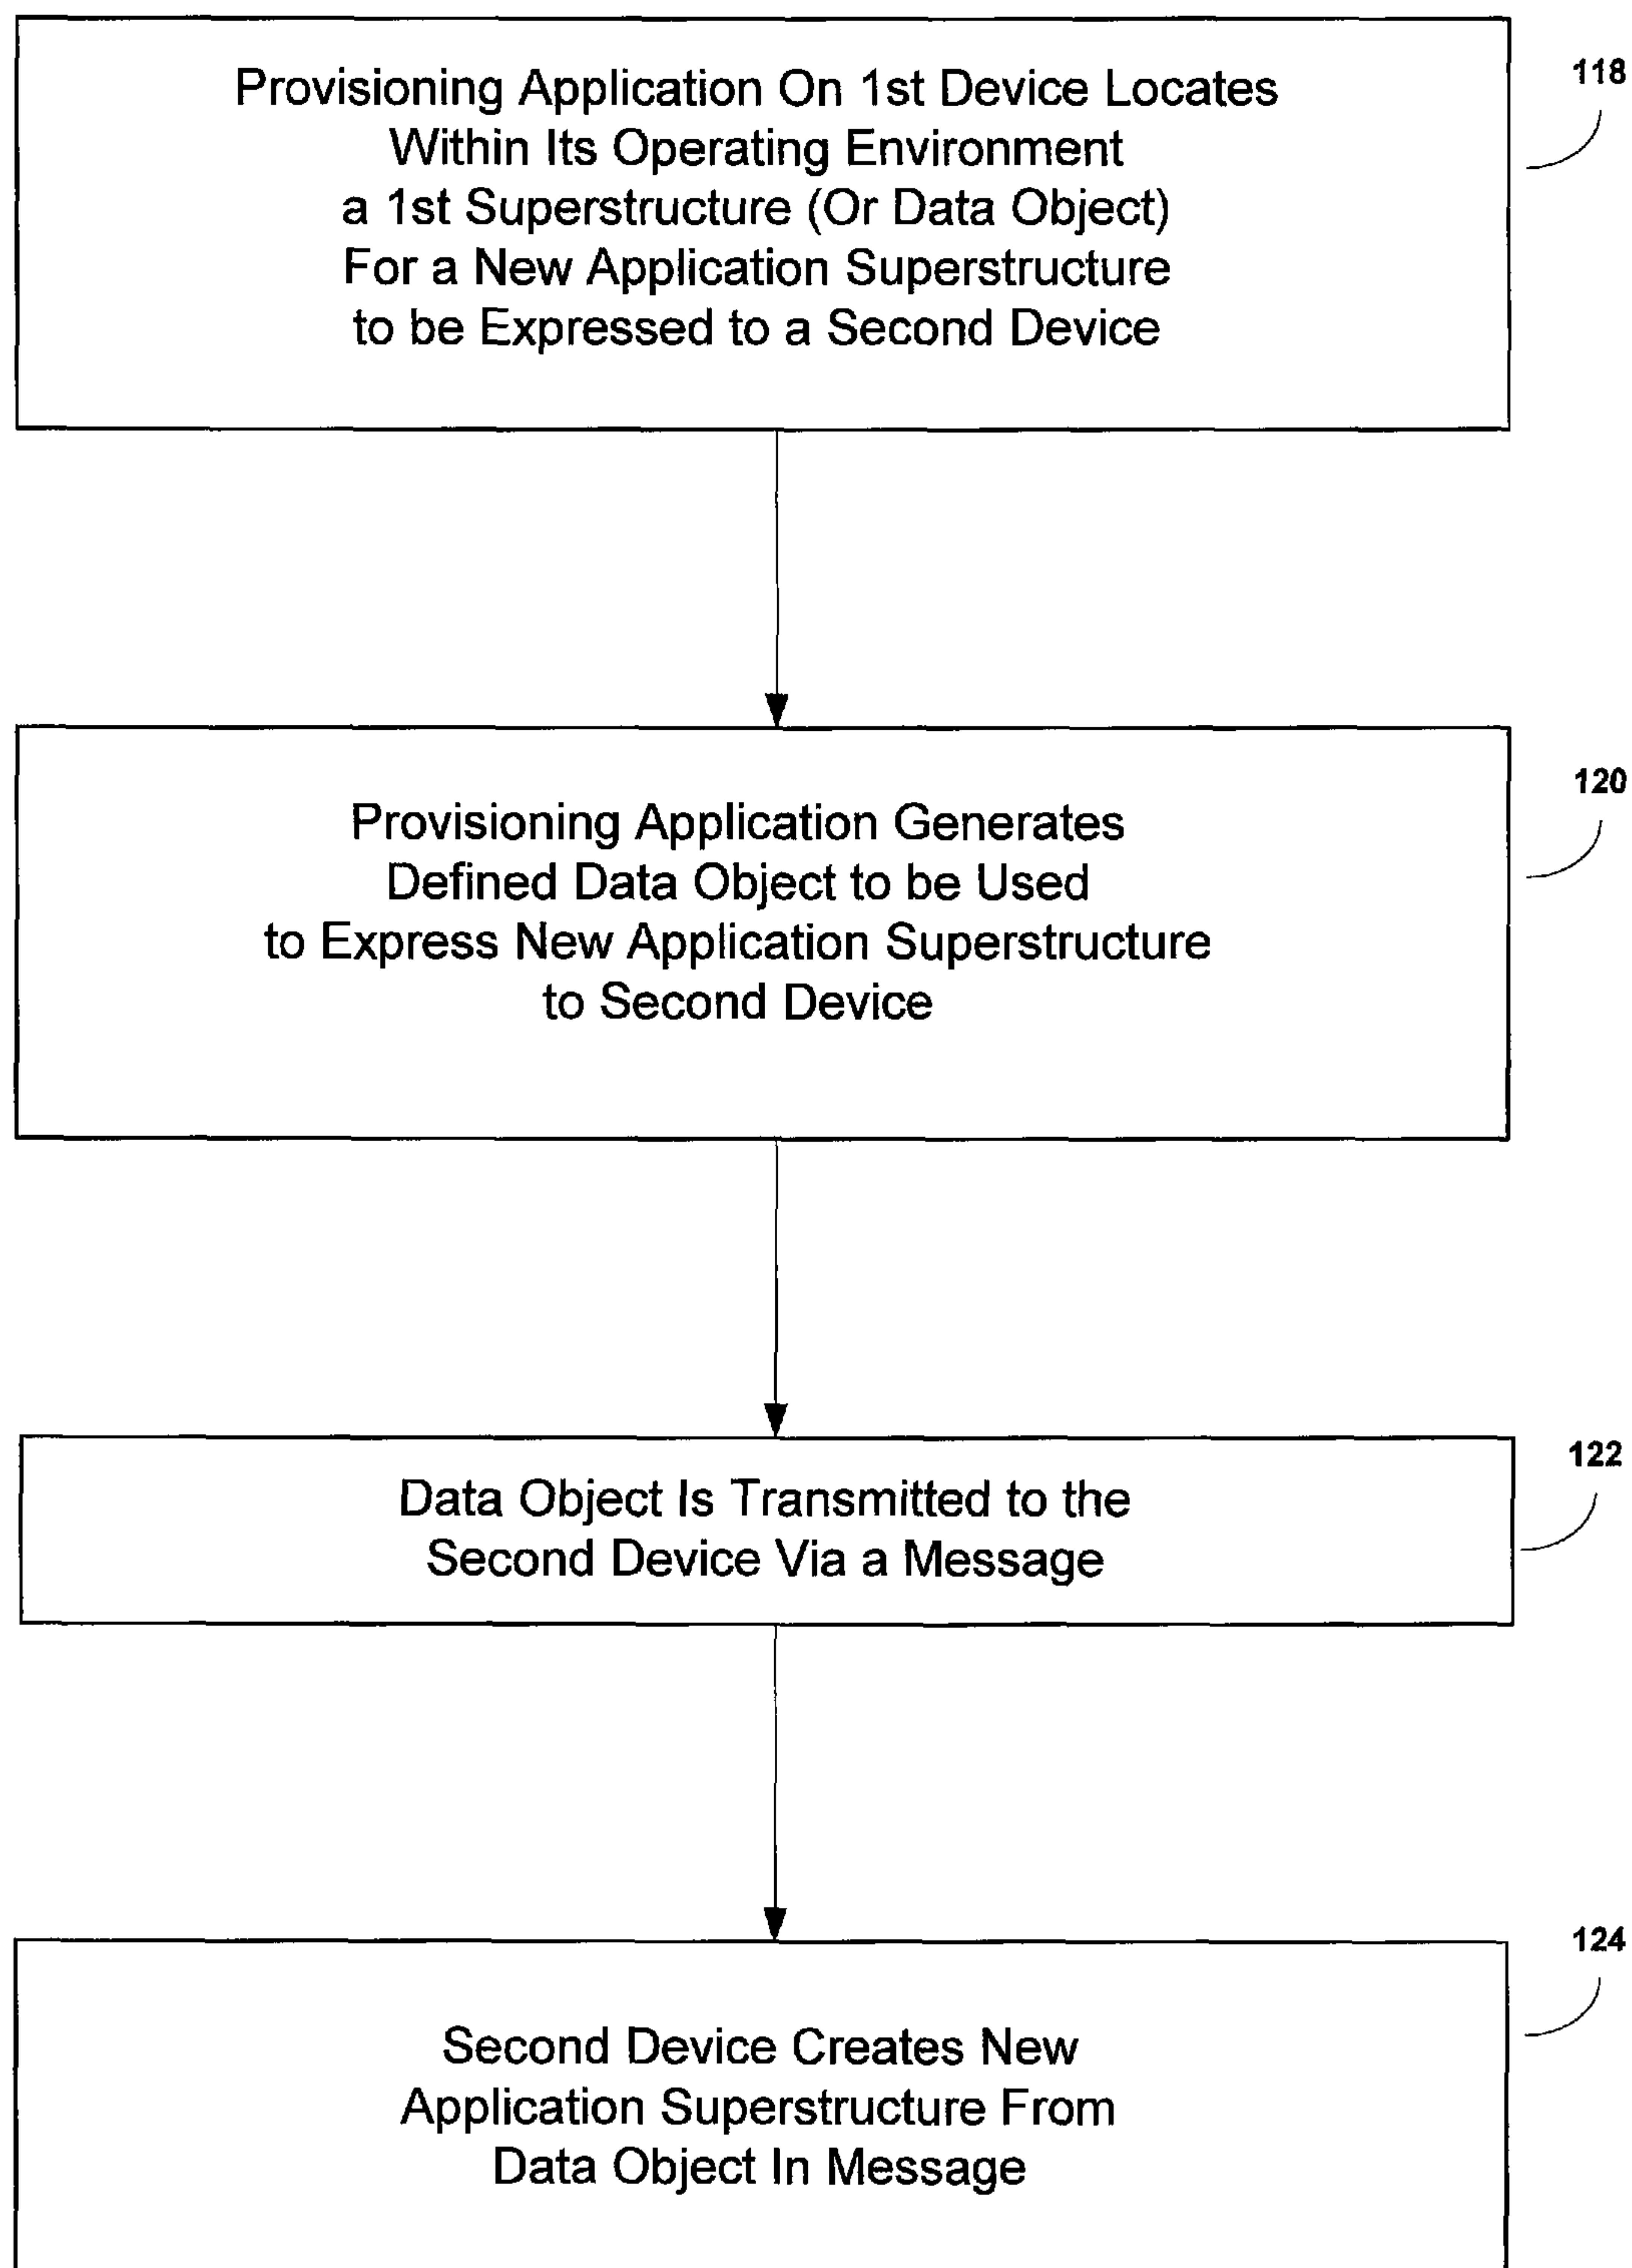 Provisioning Application On 1st Device Locates
Within Its Operating Environment
a 1st Superstructure (Or Data Object)
For a New Application Superstructure
to be Expressed to a Second Device
118
Provisioning Application Generates
Defined Data Object to be Used
to Express New Application Superstructure
to Second Device
120
Data Object Is Transmitted to the
Second Device Via a Message
122
Second Device Creates New
Application Superstructure From
Data Object In Message
124